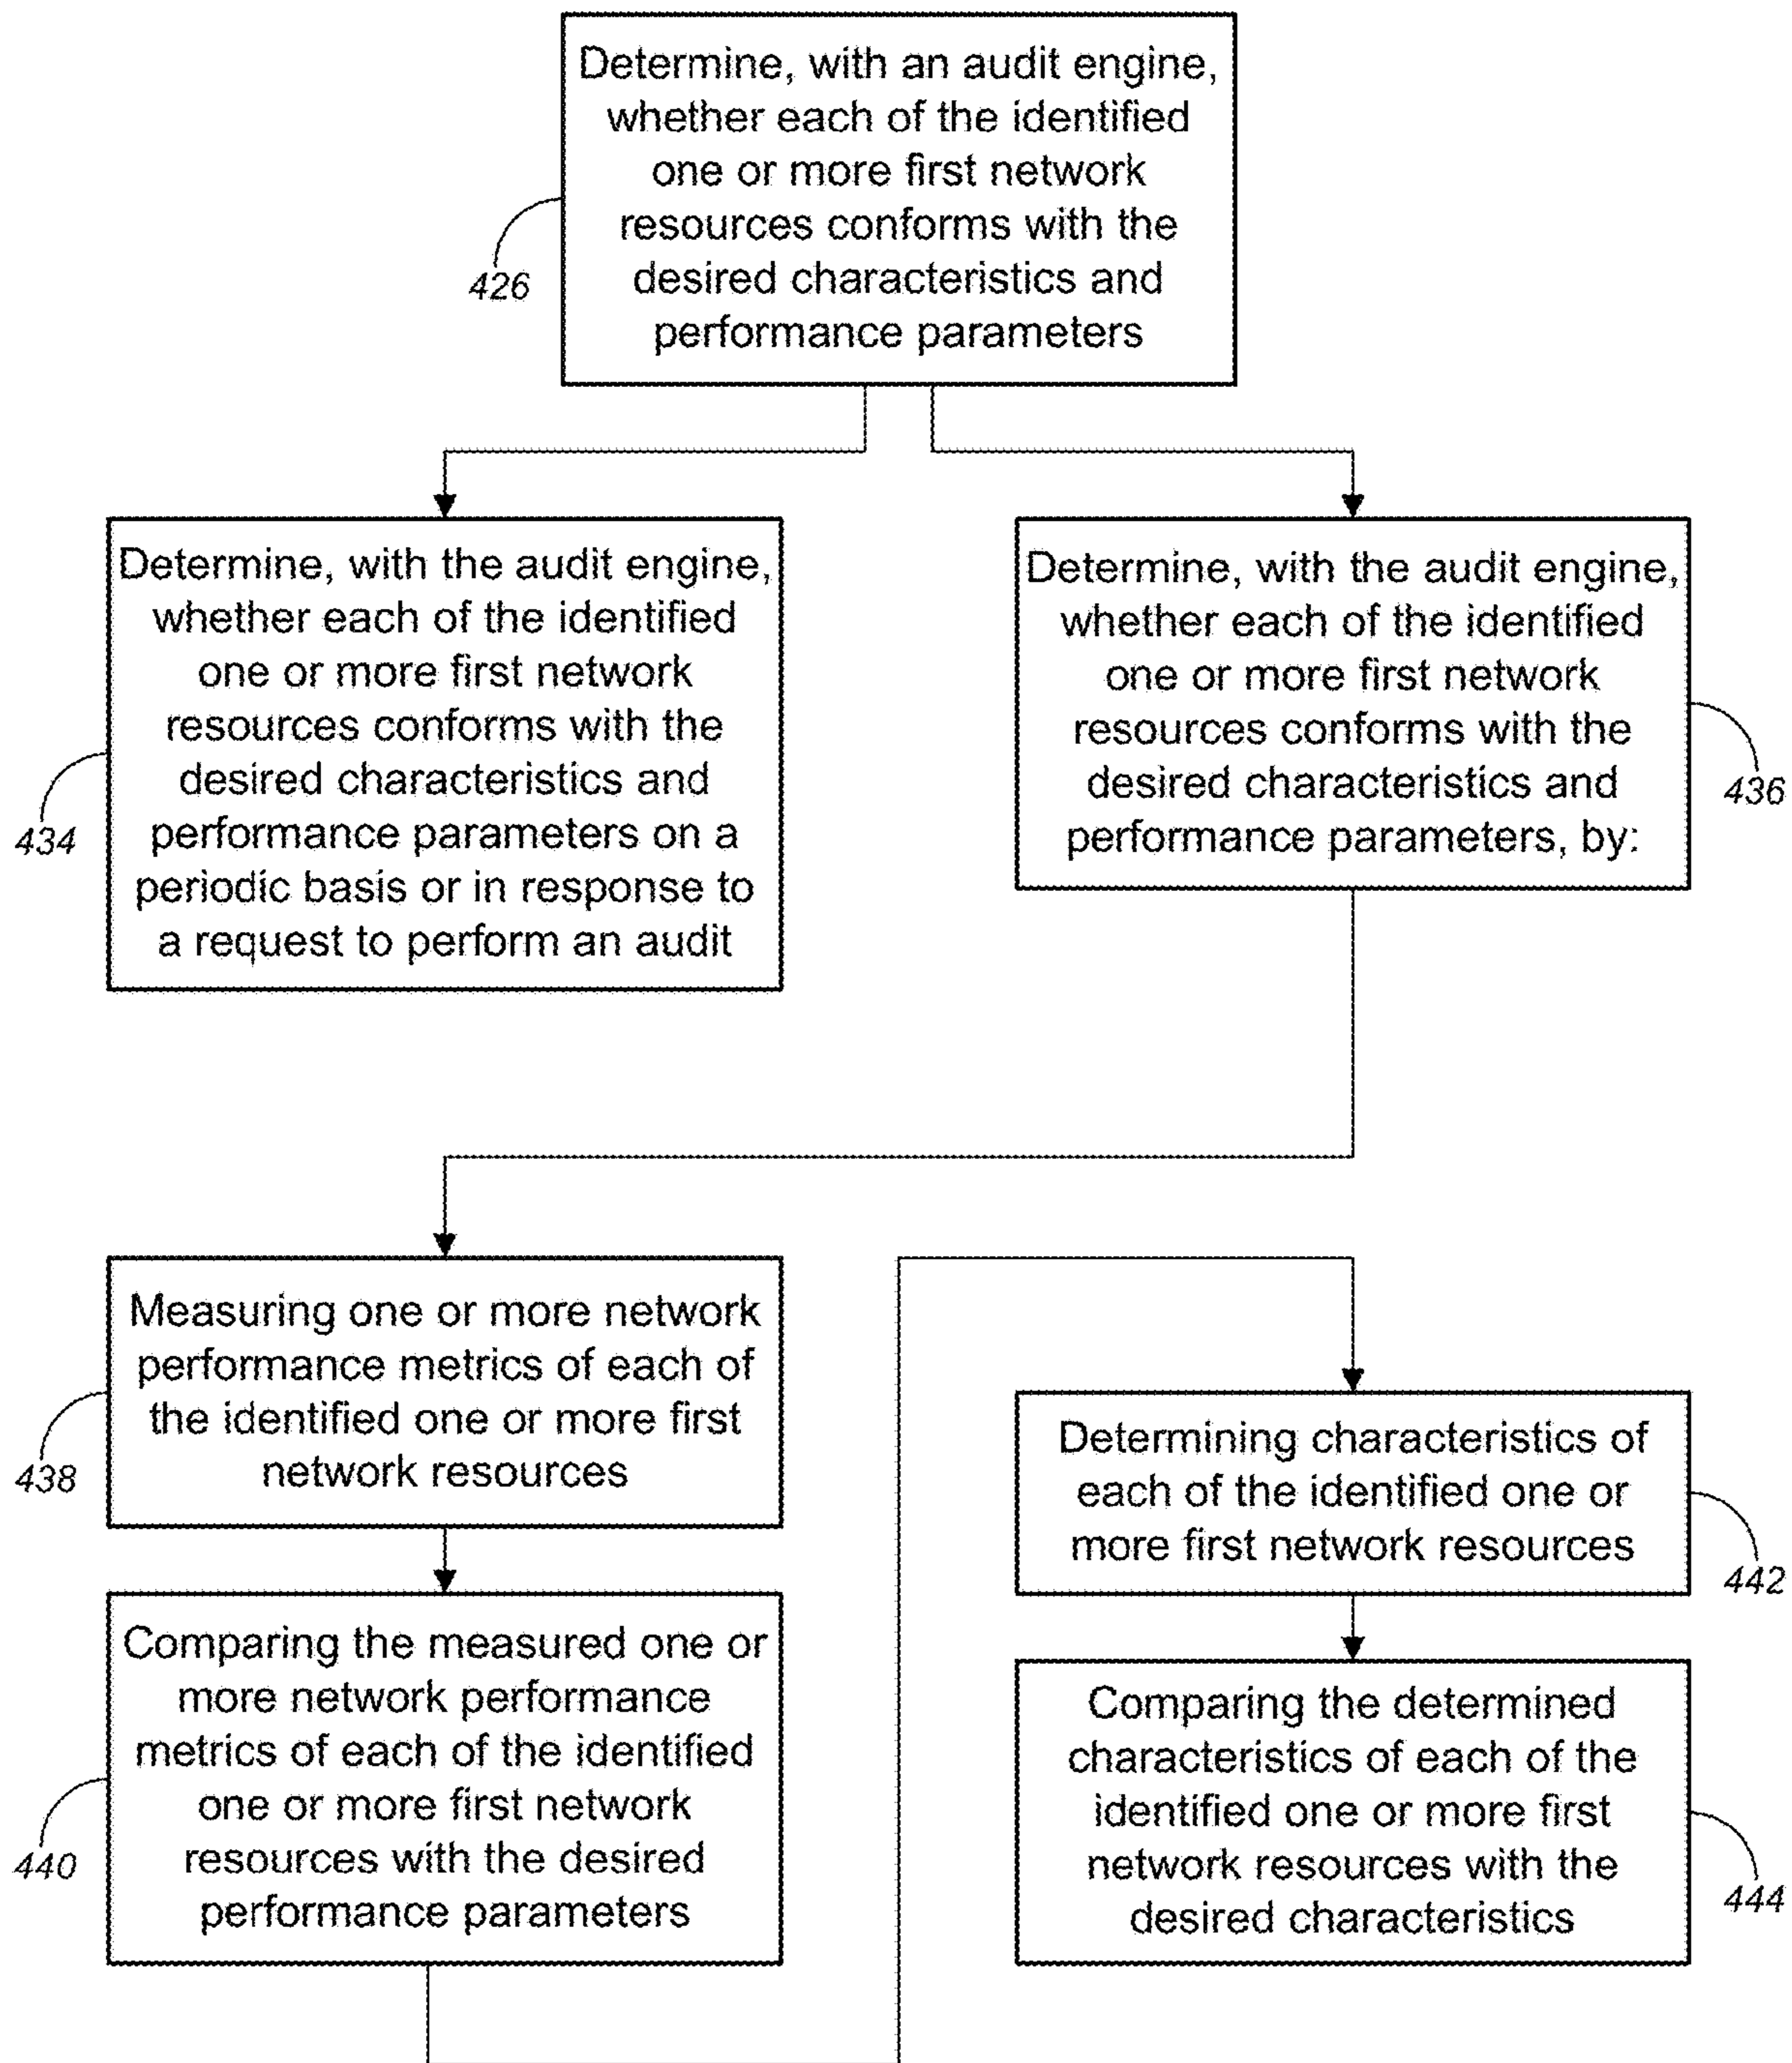 Determine, with an audit engine,
whether each of the identified
one or more first network
resources conforms with the
desired characteristics and
performance parameters
426
Determine, with the audit engine,
whether each of the identified
one or more first network
resources conforms with the
desired characteristics and
performance parameters on a
periodic basis or in response to
a request to perform an audit
434
Determine, with the audit engine,
whether each of the identified
one or more first network
resources conforms with the
desired characteristics and
performance parameters, by:
436
Measuring one or more network
performance metrics of each of
the identified one or more first
network resources
438
Comparing the measured one or
more network performance
metrics of each of the identified
one or more first network
resources with the desired
performance parameters
440
Determining characteristics of
each of the identified one or
more first network resources
442
Comparing the determined
characteristics of each of the
identified one or more first
network resources with the
desired characteristics
444